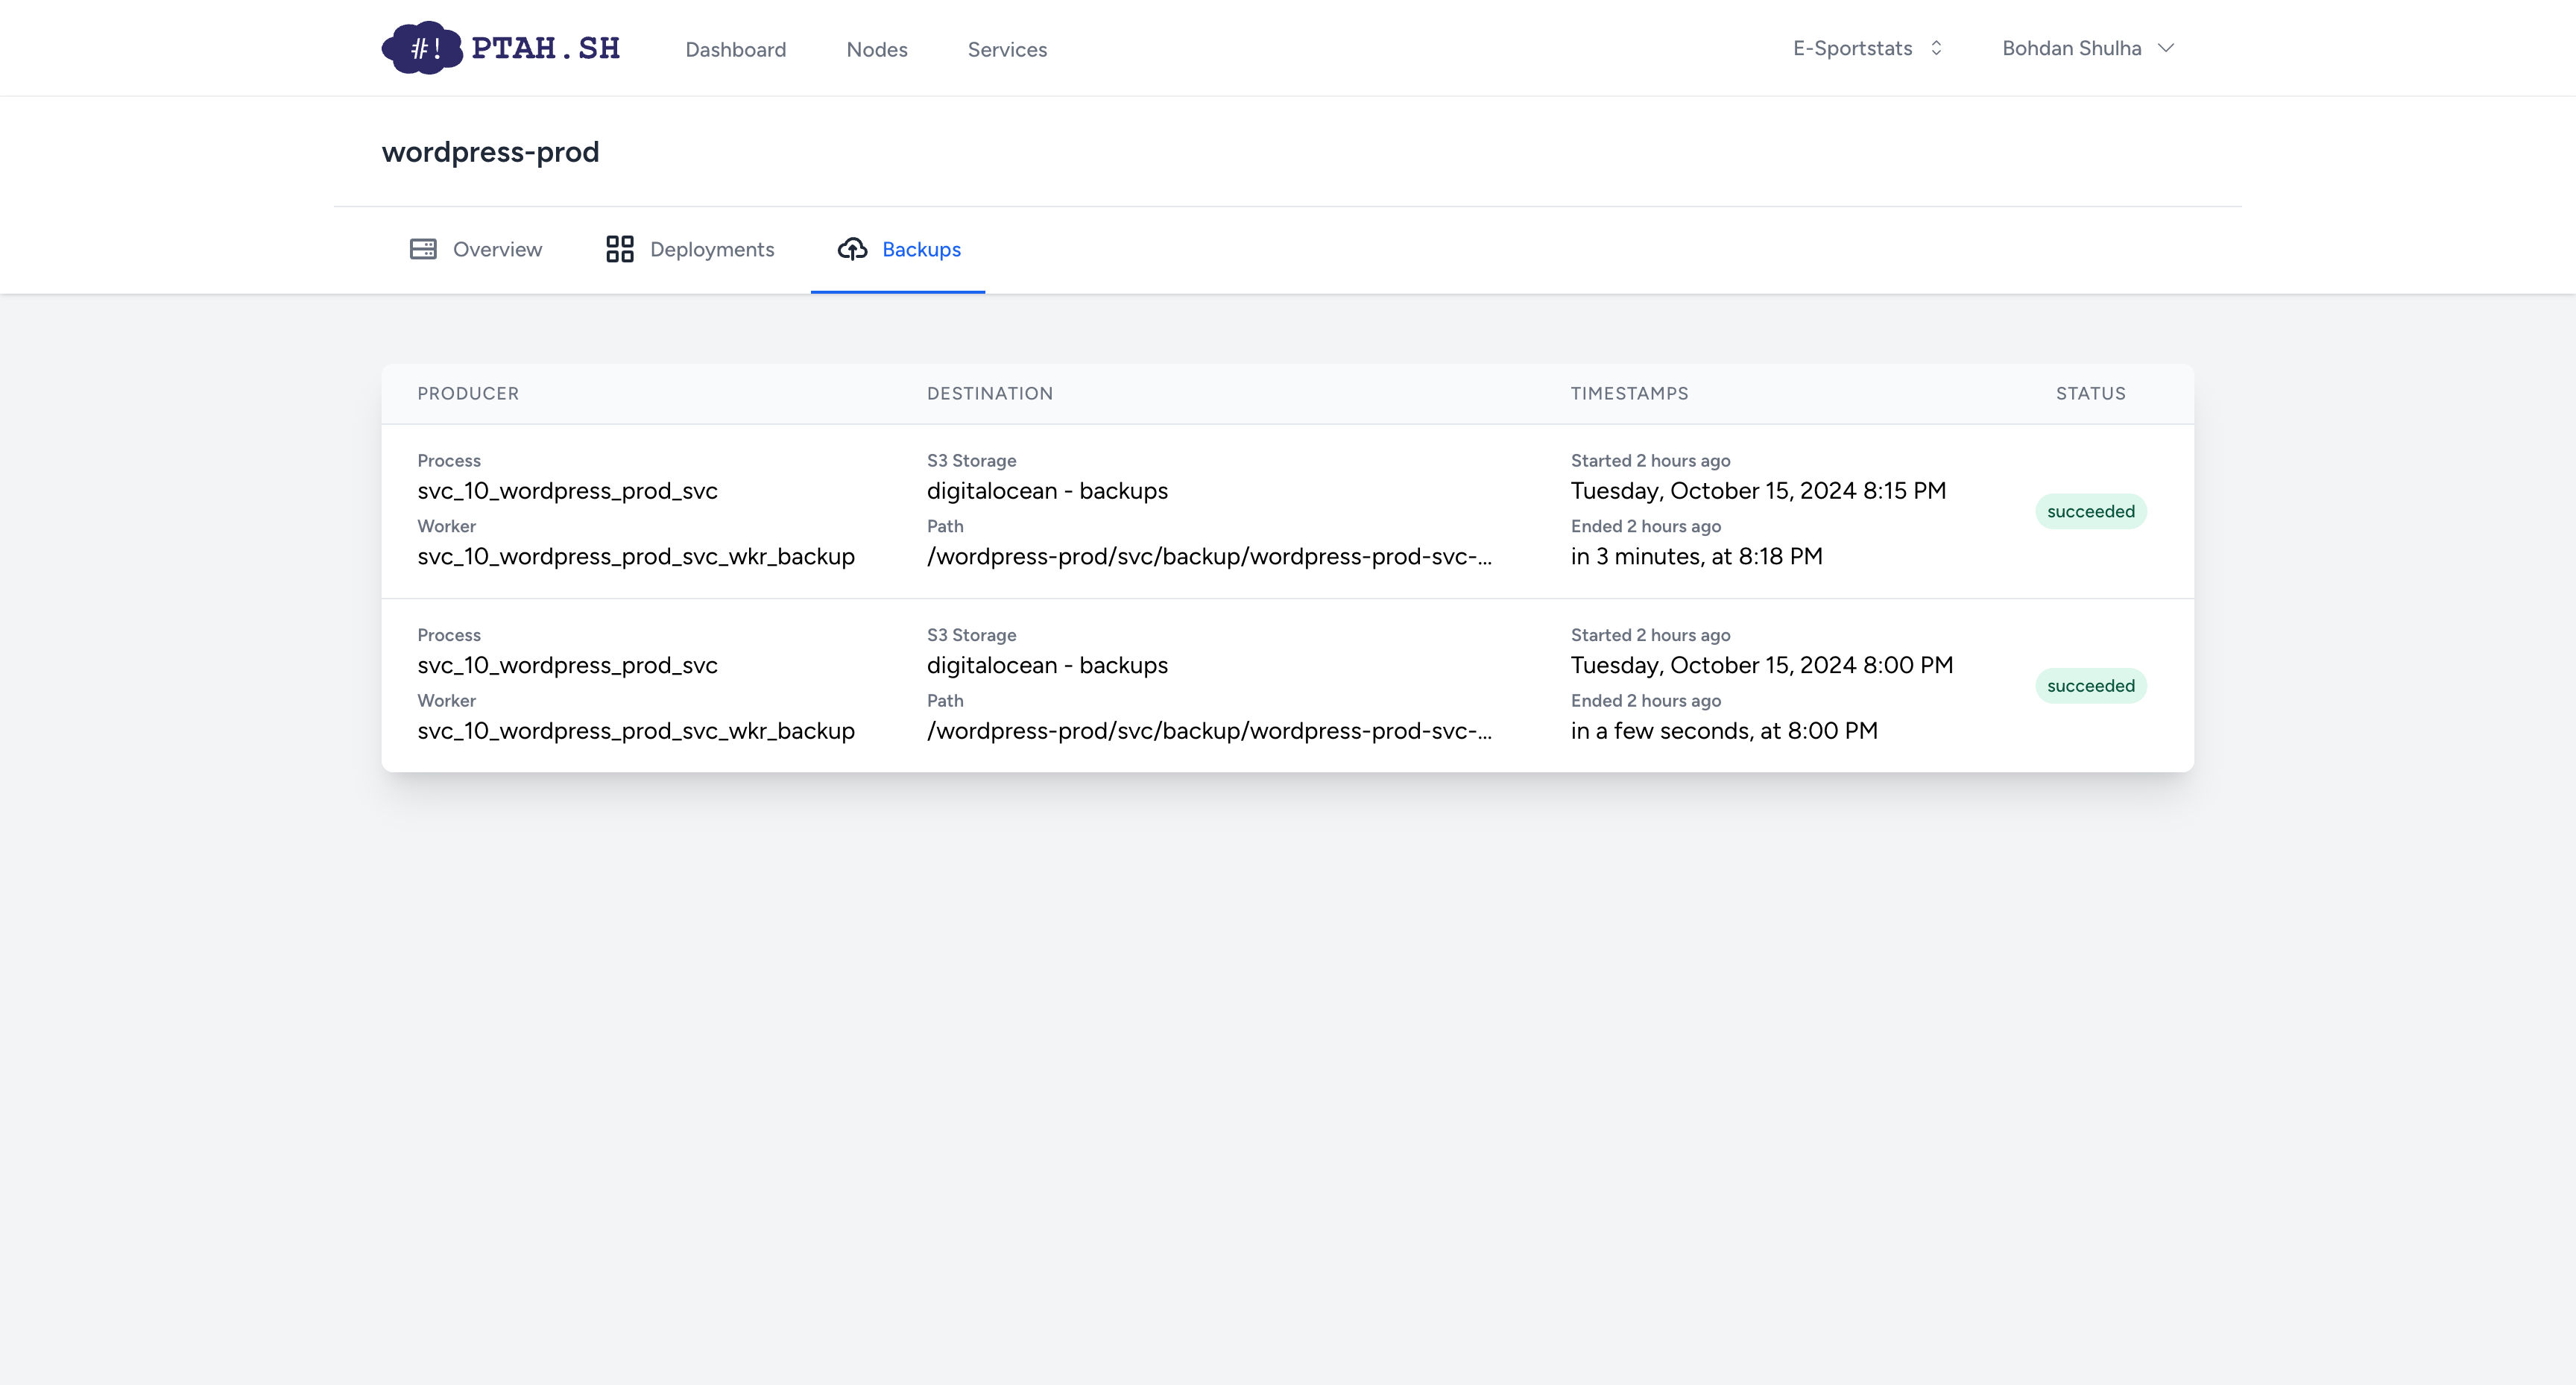 #! PTAH.SH Dashboard Nodes Services E-Sportstats Bohdan Shulha
wordpress-prod
Overview Deployments Backups
PRODUCER DESTINATION TIMESTAMPS STATUS
Process S3 Storage Started 2 hours ago
svc_10_wordpress_prod_svc digitalocean - backups Tuesday, October 15, 2024 8:15 PM
succeeded
Worker Path Ended 2 hours ago
svc_10_wordpress_prod_svc_wkr_backup /wordpress-prod/svc/backup/wordpress-prod-svc-... in 3 minutes, at 8:18 PM
Process S3 Storage Started 2 hours ago
svc_10_wordpress_prod_svc digitalocean - backups Tuesday, October 15, 2024 8:00 PM
succeeded
Worker Path Ended 2 hours ago
svc_10_wordpress_prod_svc_wkr_backup /wordpress-prod/svc/backup/wordpress-prod-svc-... in a few seconds, at 8:00 PM